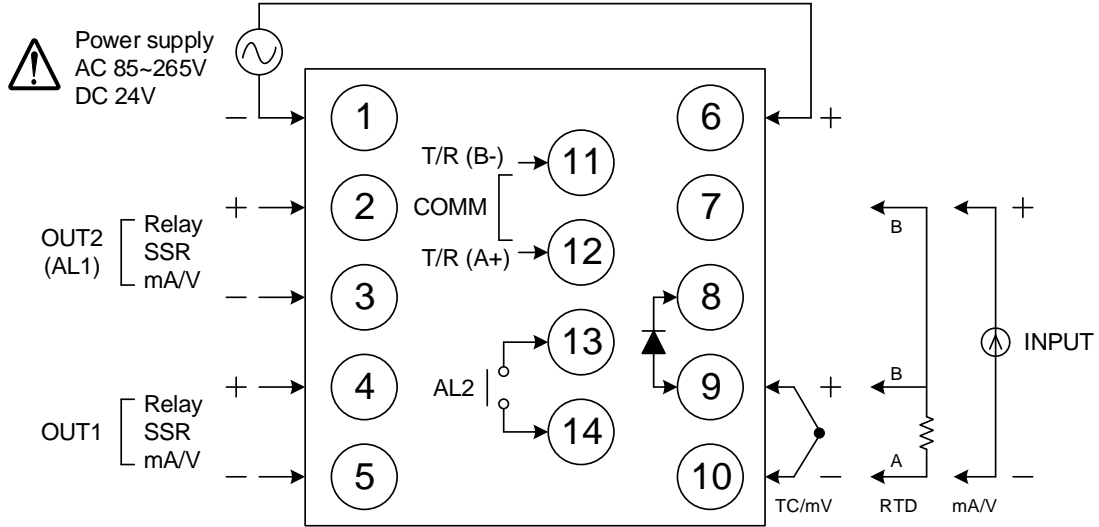 Power supply
AC 85~265V
DC 24V
− 1 6 +
T/R (B-) 11
+ 2 COMM 7 B +
OUT2 Relay
(AL1) SSR
mA/V
T/R (A+) 12
− 3 8
13 INPUT
+ 4 AL2 9 + B
OUT1 Relay
SSR
mA/V
14
− 5 10 − A −
TC/mV RTD mA/V